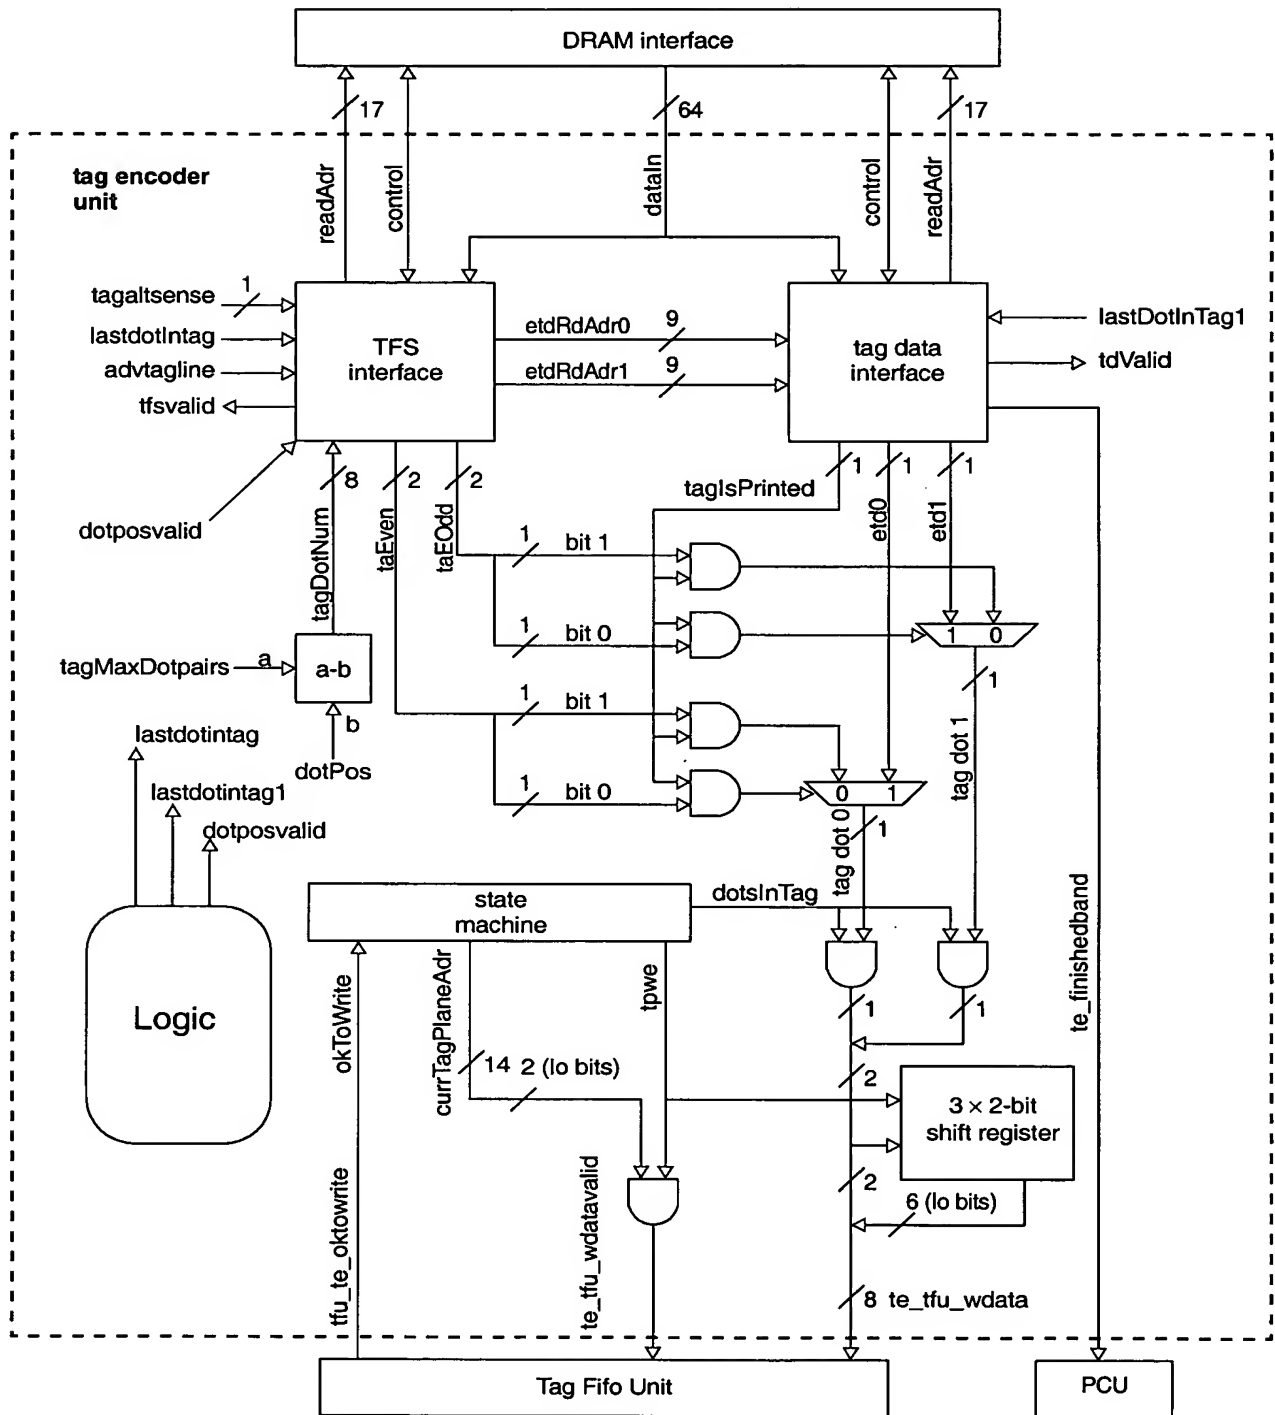 DRAM interface
17
64
17
tag encoder
unit
readAdr
control
dataIn
control
readAdr
tagaltsense
1
lastdotIntag
advtagline
tfsvalid
dotposvalid
TFS
interface
etdRdAdr0
9
etdRdAdr1
9
tag data
interface
lastDotInTag1
tdValid
8
2
2
1
1
1
tagIsPrinted
tagDotNum
taEven
taEOdd
etd0
etd1
1
bit 1
1
bit 0
1 0
1
tagMaxDotpairs
a
a-b
b
dotPos
1
bit 1
1
bit 0
0 1
1
tag dot 0
tag dot 1
lastdotintag
lastdotintag1
dotposvalid
Logic
state
machine
dotsInTag
okToWrite
currTagPlaneAdr
tpwe
te_finishedband
1
1
14
2 (lo bits)
2
3 × 2-bit
shift register
2
6 (lo bits)
tfu_te_oktowrite
te_tfu_wdatavalid
8
te_tfu_wdata
Tag Fifo Unit
PCU